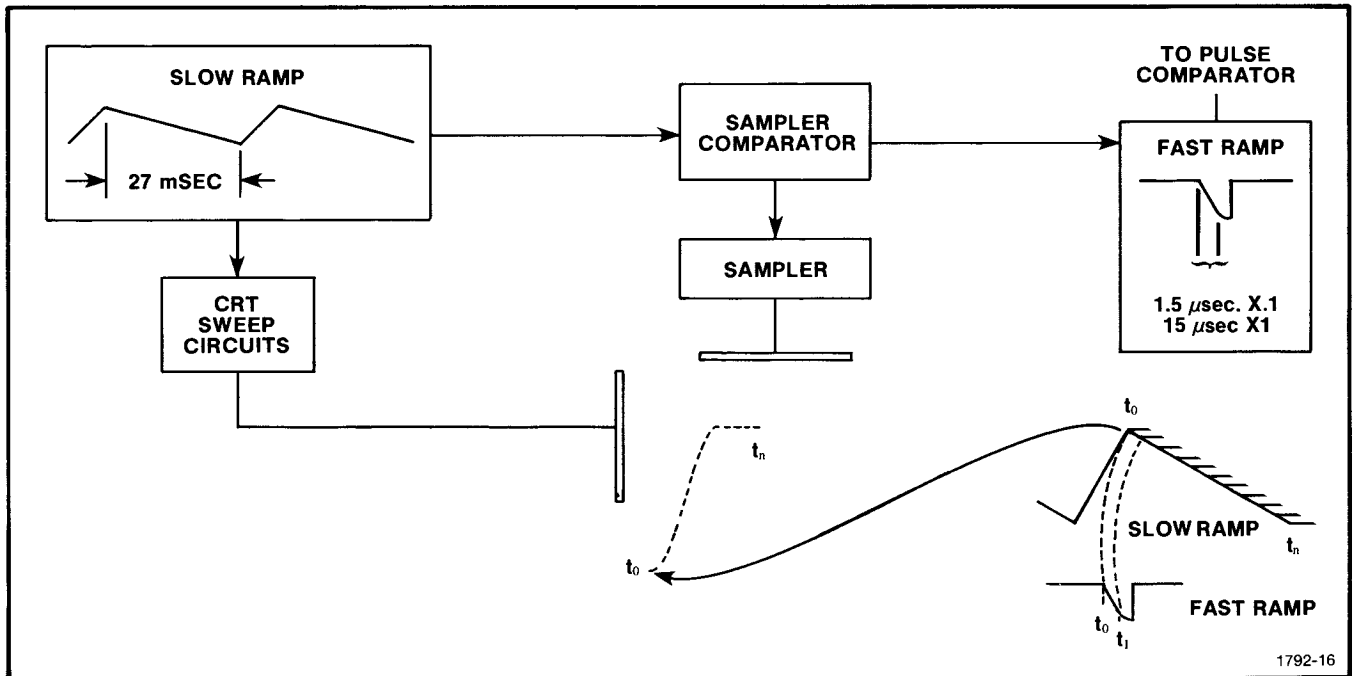 SLOW RAMP
27 mSEC
SAMPLER
COMPARATOR
TO PULSE
COMPARATOR
FAST RAMP
1.5 μsec. X.1
15 μsec X1
SAMPLER
CRT
SWEEP
CIRCUITS
t₀
tₙ
t₀
SLOW RAMP
tₙ
FAST RAMP
t₀
t₁
1792-16